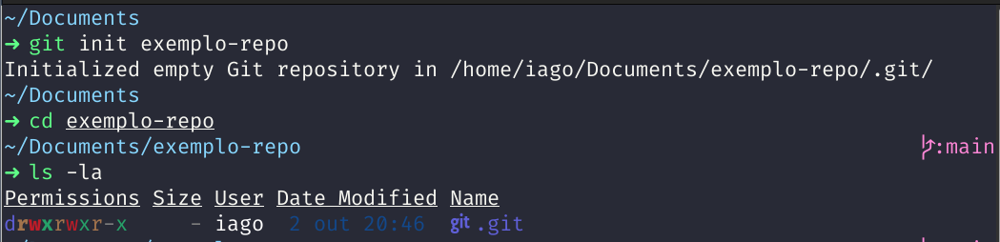 ~/Documents
➜ git init exemplo-repo
Initialized empty Git repository in /home/iago/Documents/exemplo-repo/.git/
~/Documents
➜ cd exemplo-repo
~/Documents/exemplo-repo :main
➜ ls -la
Permissions Size User Date Modified Name
drwxrwxr-x - iago 2 out 20:46 git .git